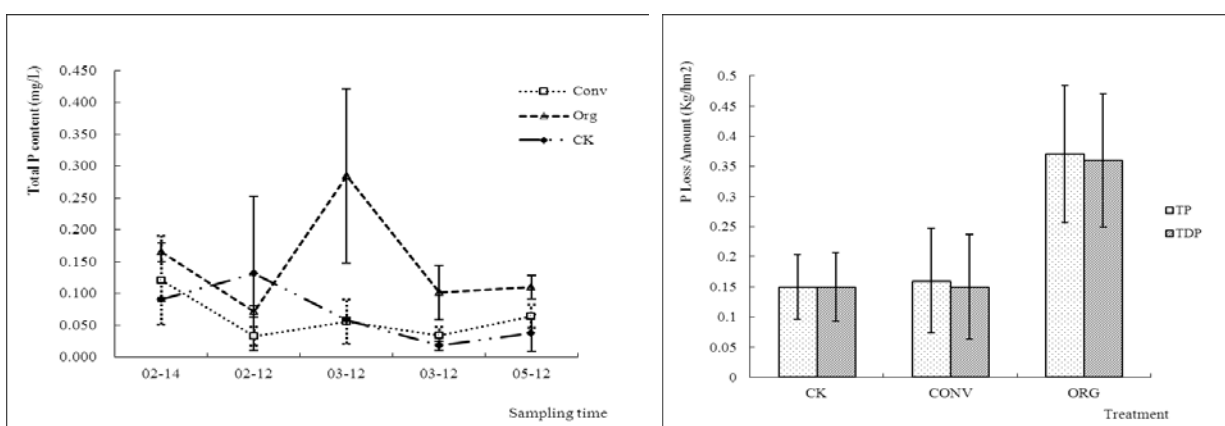 Total P content (mg/L)
0.450
0.400
0.350
0.300
0.250
0.200
0.150
0.100
0.050
0.000
02-14 02-12 03-12 03-12 05-12
Sampling time
Conv
Org
CK
P Loss Amount (Kg/hm2)
0.5
0.45
0.4
0.35
0.3
0.25
0.2
0.15
0.1
0.05
0
CK CONV ORG
Treatment
TP
TDP